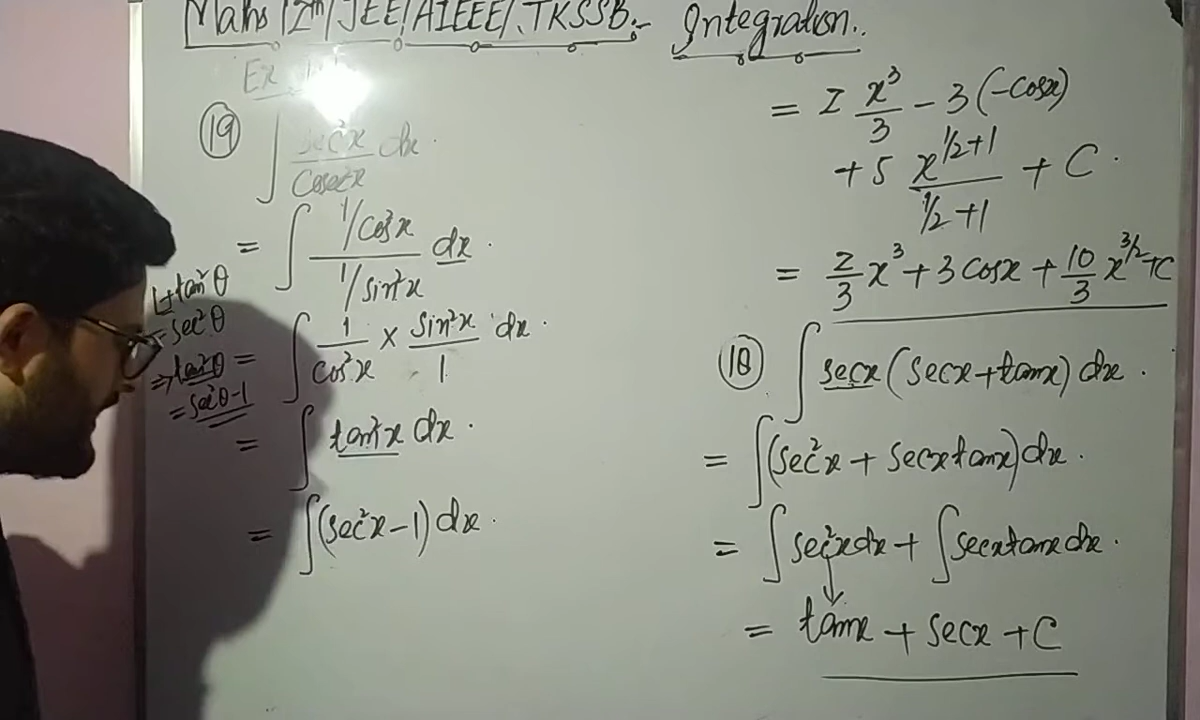 Maths 12th / JEE / AIEEE / JKSSB :- Integration..
Ex
(19) ∫ sec²x / Cosec²x dx.
= ∫ 1/cos²x / 1/sin²x dx.
1+tan²θ
= sec²θ
⇒ tan²θ
= sec²θ-1
= ∫ 1/cos²x × sin²x/1 dx.
= ∫ tan²x dx.
= ∫ (sec²x - 1) dx.
= 2 x³/3 - 3 (-cosx)
+ 5 x^(1/2+1) / (1/2+1) + C.
= 2/3 x³ + 3 cosx + 10/3 x^(3/2) + C
(18) ∫ secx (secx + tanx) dx.
= ∫ (sec²x + secx tanx) dx.
= ∫ sec²x dx + ∫ secx tanx dx.
= tanx + secx + C